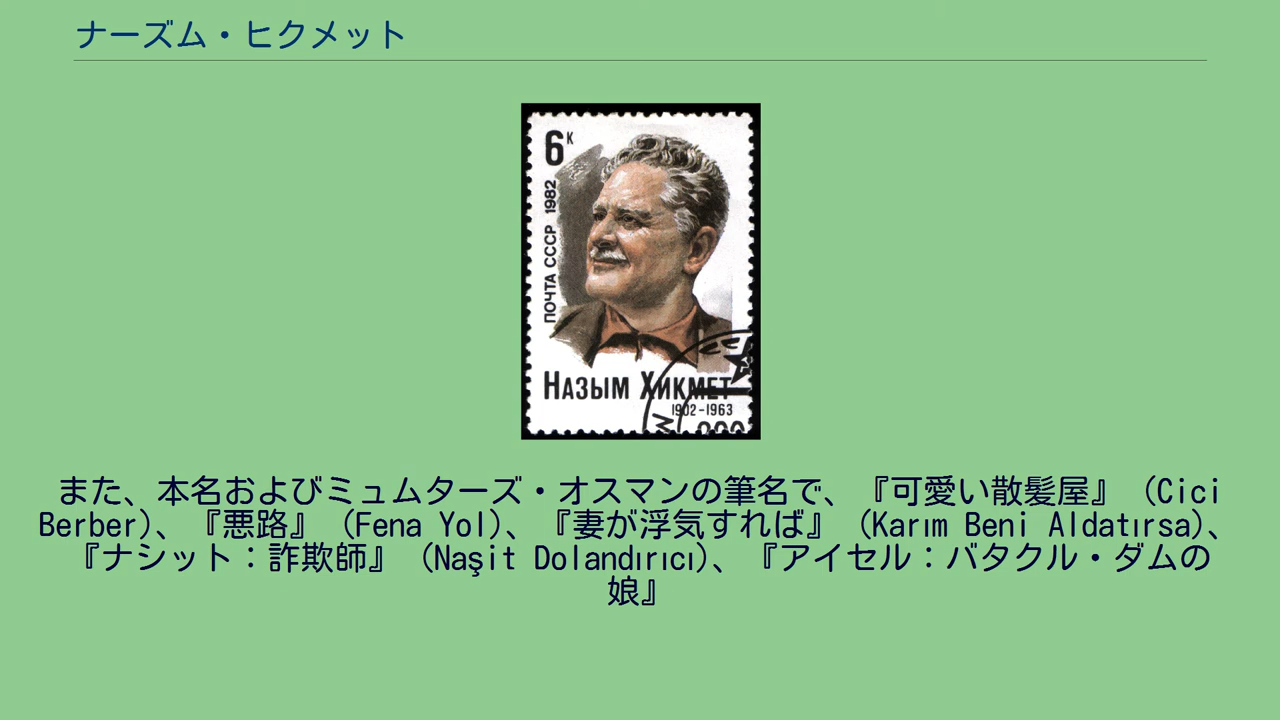 ナーズム・ヒクメット
6к
ПОЧТА СССР 1982
НАЗЫМ ХИКМЕТ
1902-1963
また、本名およびミュムターズ・オスマンの筆名で、『可愛い散髪屋』（Cici
Berber)、『悪路』（Fena Yol)、『妻が浮気すれば』（Karım Beni Aldatırsa)、
『ナシット：詐欺師』（Naşit Dolandırıcı)、『アイセル：バタクル・ダムの
娘』